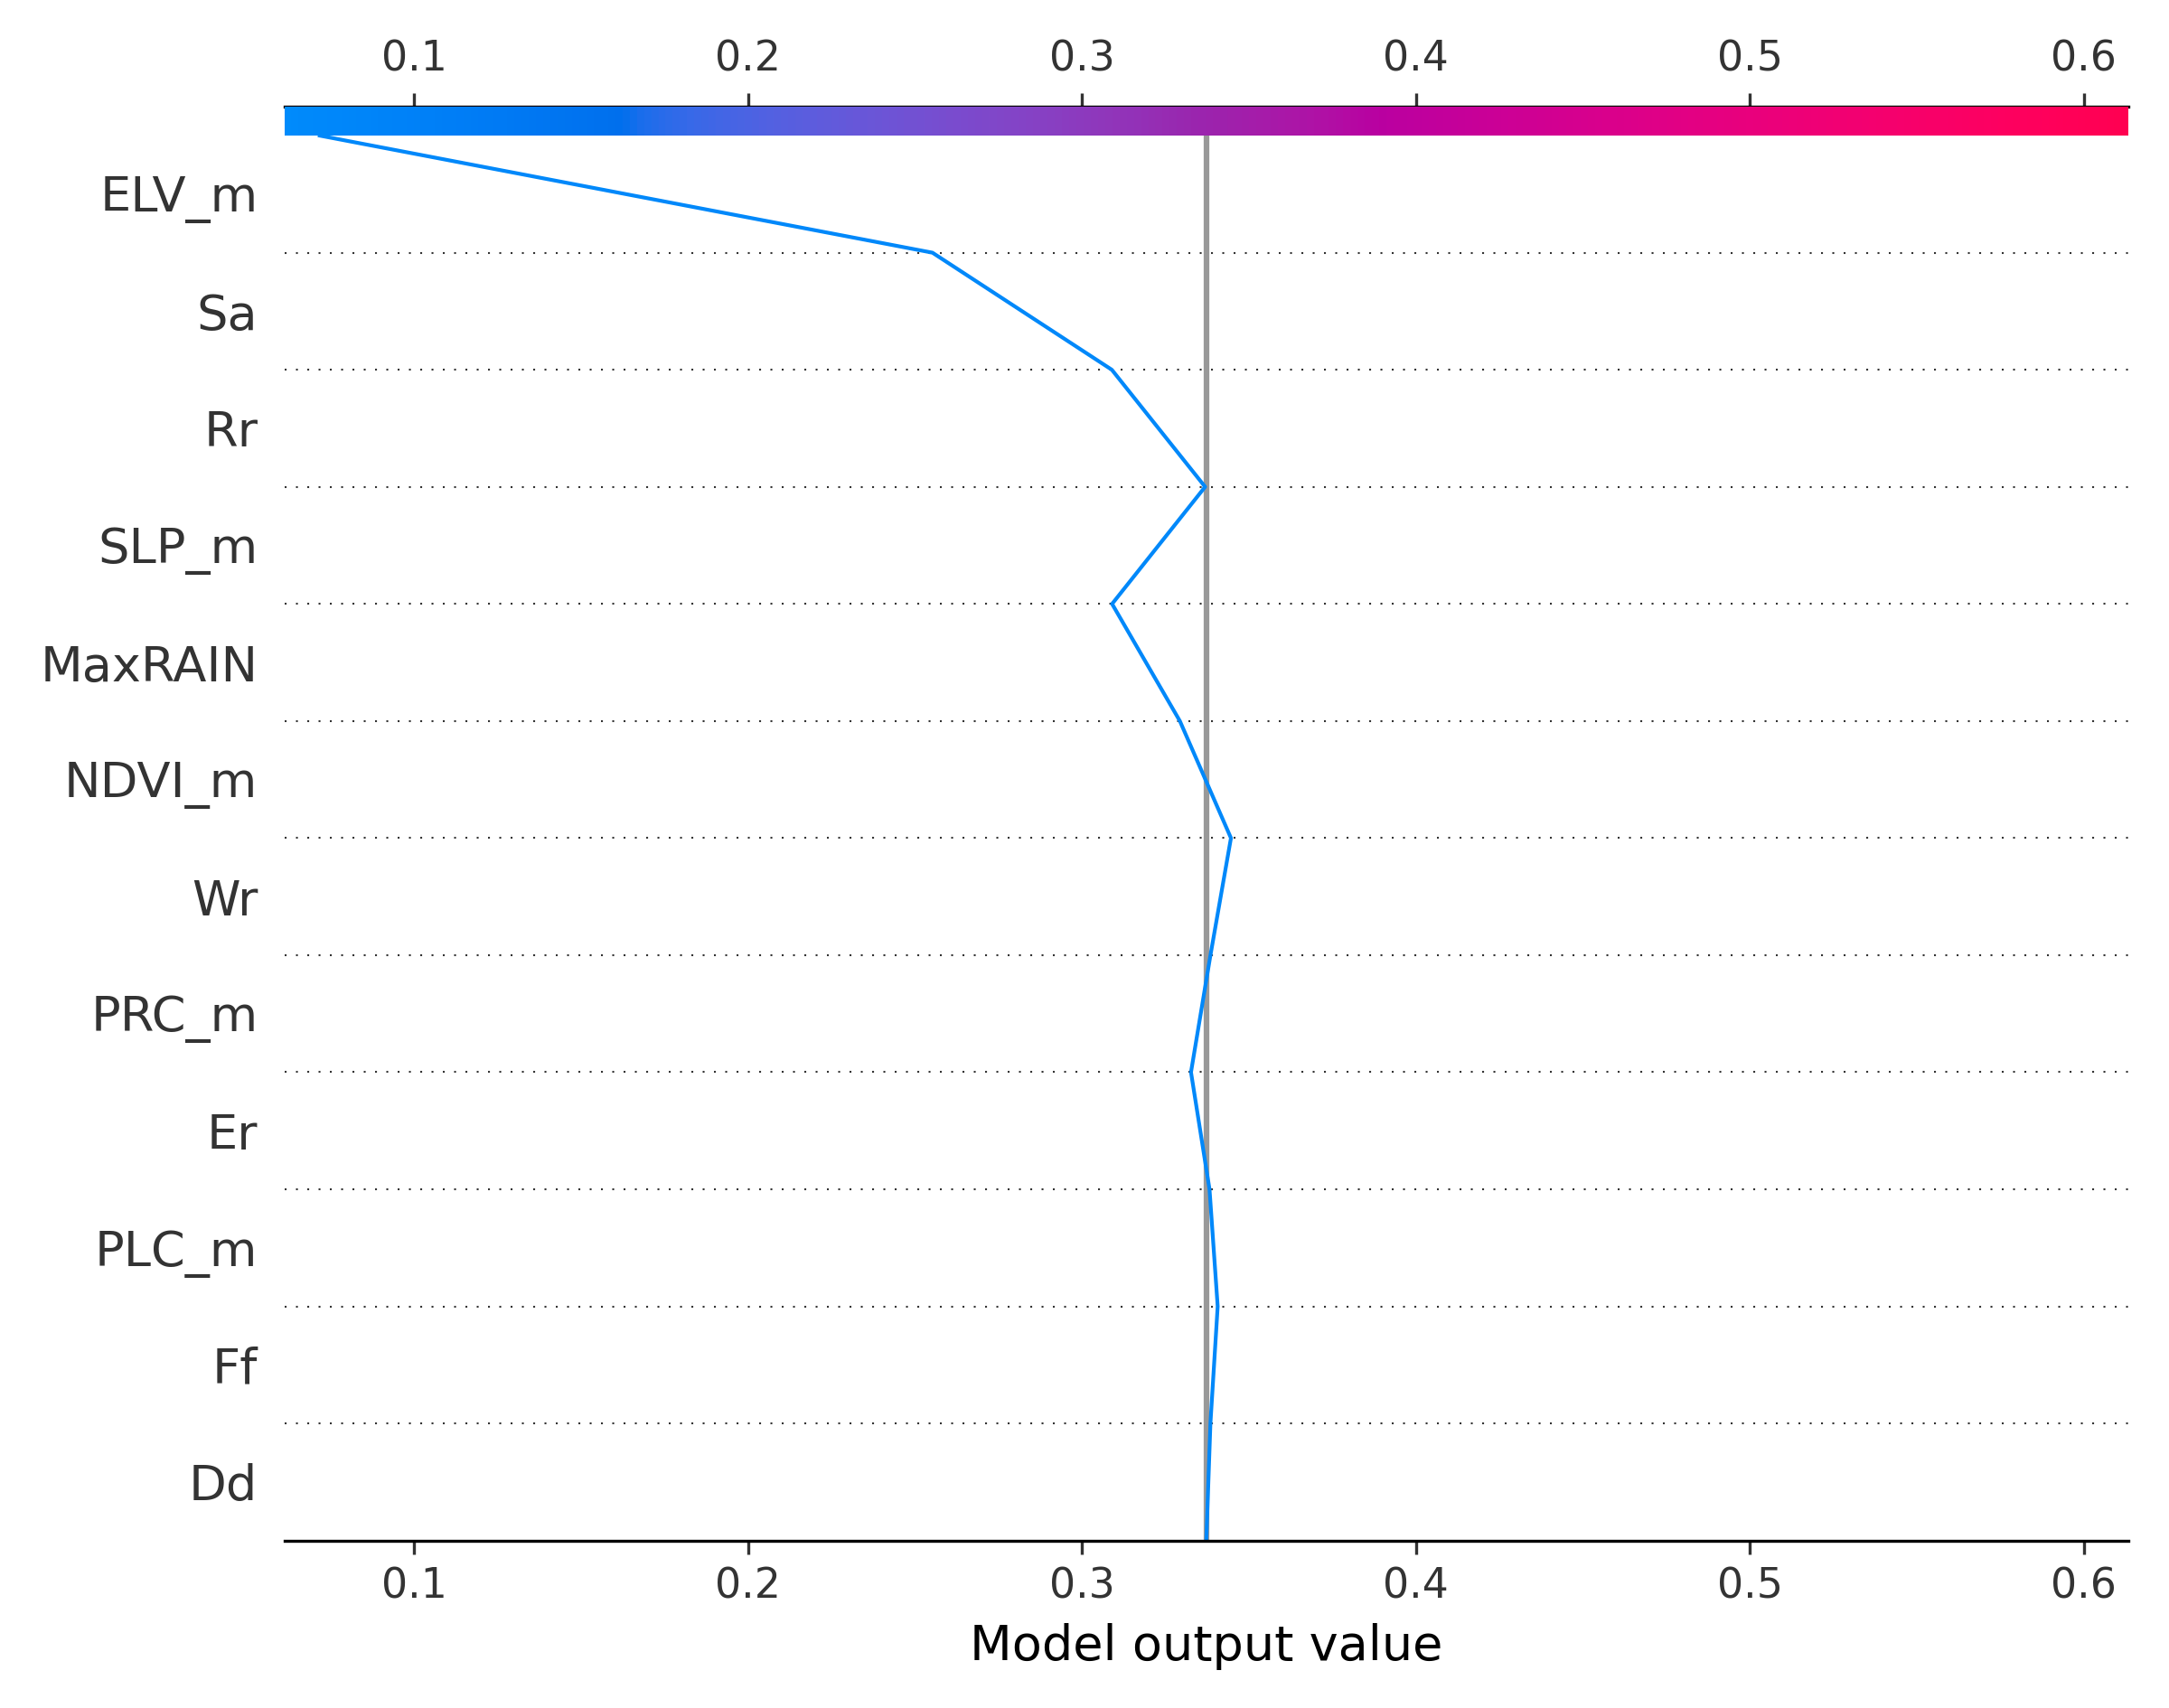 0.1 0.2 0.3 0.4 0.5 0.6
ELV_m
Sa
Rr
SLP_m
MaxRAIN
NDVI_m
Wr
PRC_m
Er
PLC_m
Ff
Dd
0.1 0.2 0.3 0.4 0.5 0.6
Model output value